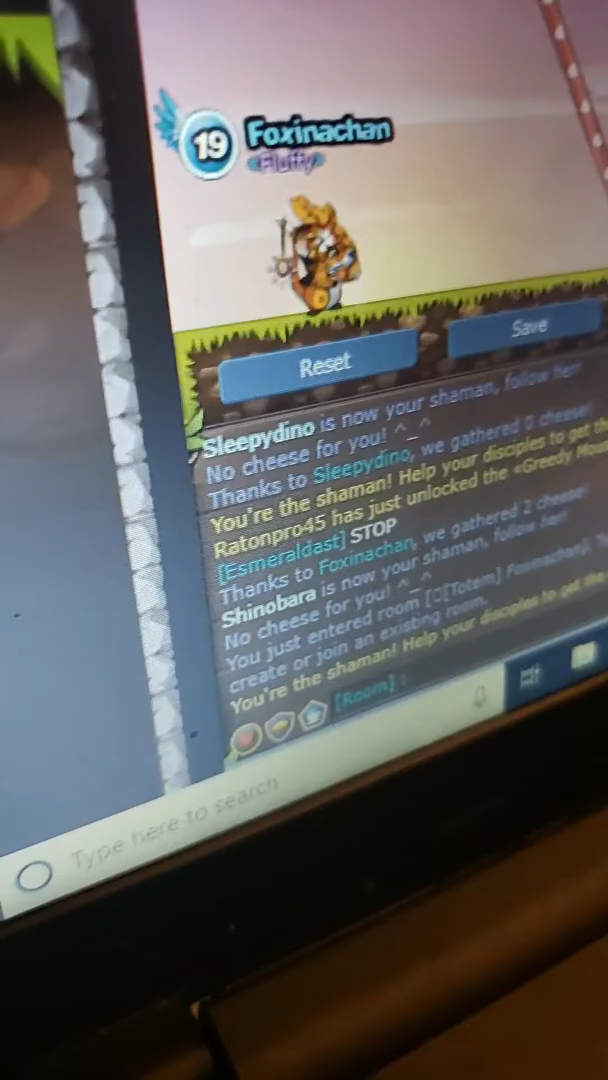 19 Foxinachan
«Fluffy»
Reset
Save
Sleepydino is now your shaman, follow her!
No cheese for you! ^_^
Thanks to Sleepydino, we gathered 0 cheese!
You're the shaman! Help your disciples to get the
Ratonpro45 has just unlocked the «Greedy Mou
[Esmeraldast] STOP
Thanks to Foxinachan, we gathered 2 cheese!
Shinobara is now your shaman, follow her!
No cheese for you! ^_^
You just entered room [[Totem] Foxinachan].
create or join an existing room.
You're the shaman! Help your disciples to get the
[Room] :
Type here to search